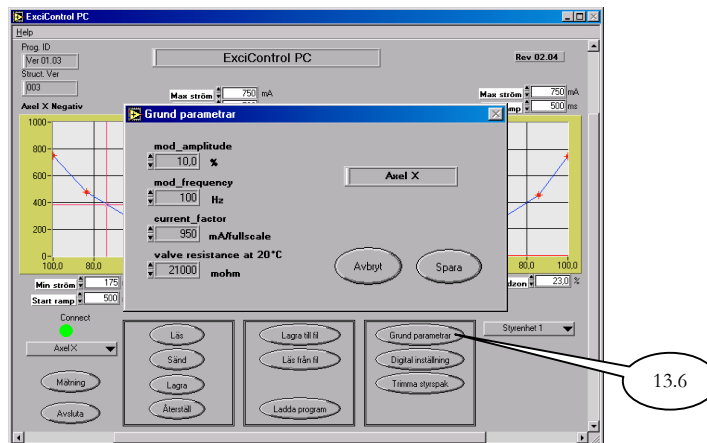 ExciControl PC
Help
Prog. ID
Ver 01.03
Struct. Ver
003
ExciControl PC
Rev 02.04
Axel X Negativ
Max ström 750 mA
Max ström 750 mA
500 ms
Grund parametrar
mod_amplitude
10,0 %
mod_frequency
100 Hz
current_factor
950 mA/fullscale
valve resistance at 20°C
21000 mohm
Axel X
Avbryt
Spara
1000
800
600
400
200
0
100,0 80,0
80,0 100,0
Min ström 175
Start ramp 500
23,0 %
Connect
Axel X
Mätning
Avsluta
Läs
Sänd
Lagra
Återställ
Lagra till fil
Läs från fil
Ladda program
Grund parametrar
Digital inställning
Trimma styrspak
Styrenhet 1
13.6